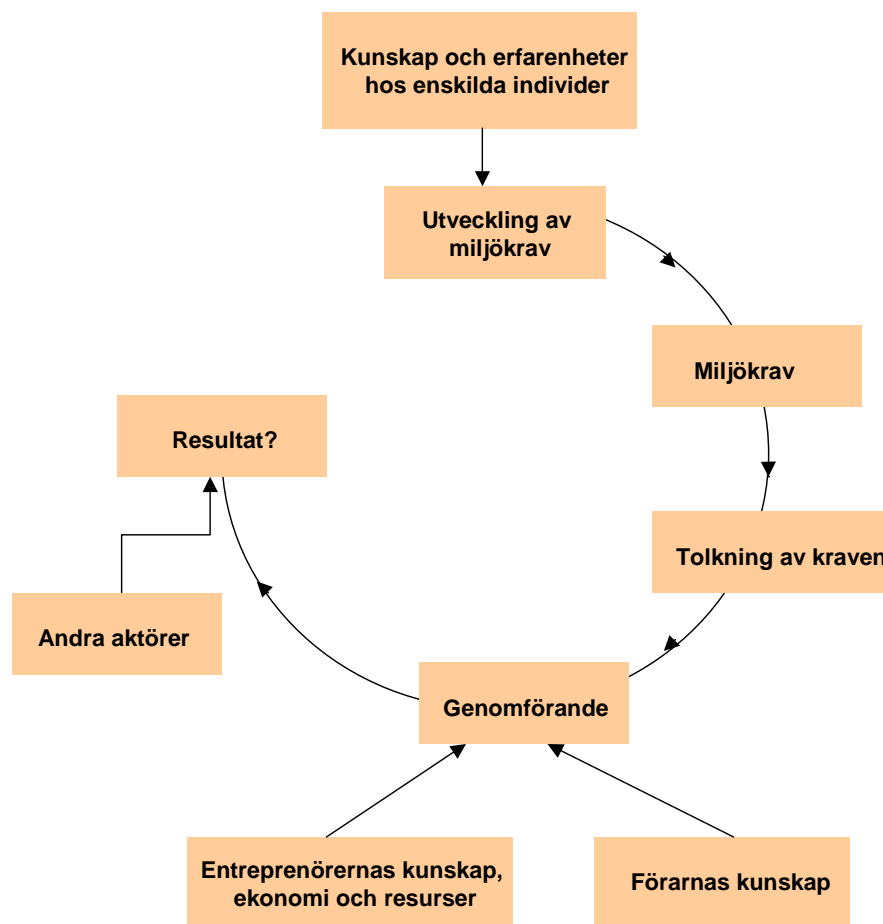 Kunskap och erfarenheter
hos enskilda individer
Utveckling av
miljökrav
Miljökrav
Resultat?
Tolkning av kraven
Andra aktörer
Genomförande
Entreprenörernas kunskap,
ekonomi och resurser
Förarnas kunskap